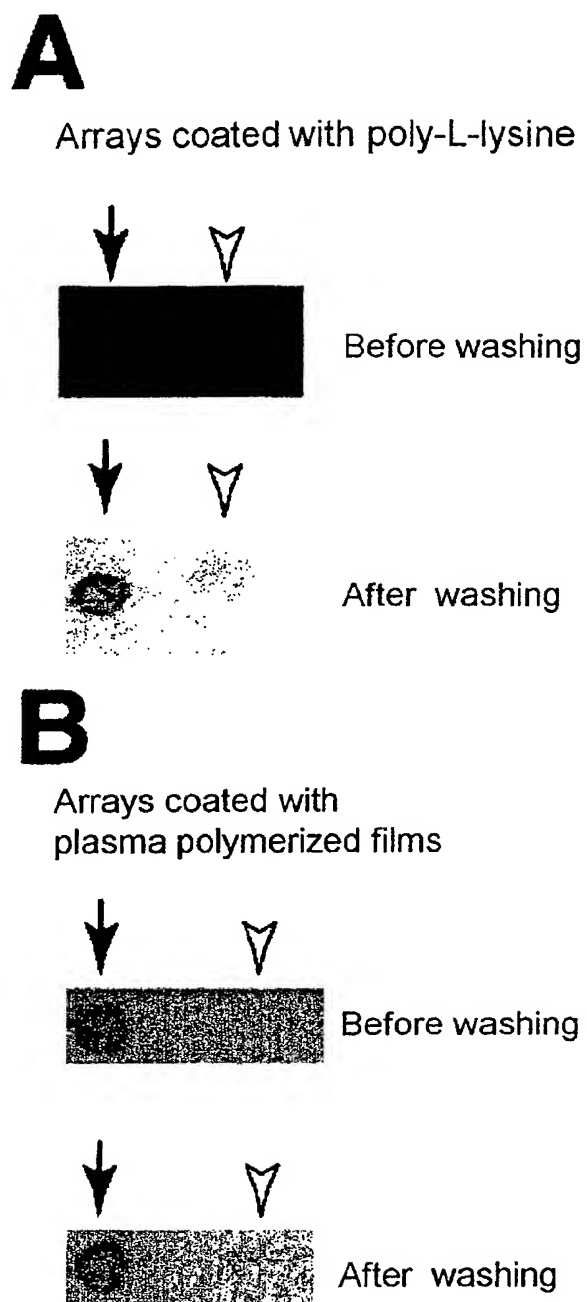 A
Arrays coated with poly-L-lysine
Before washing
After washing
B
Arrays coated with
plasma polymerized films
Before washing
After washing